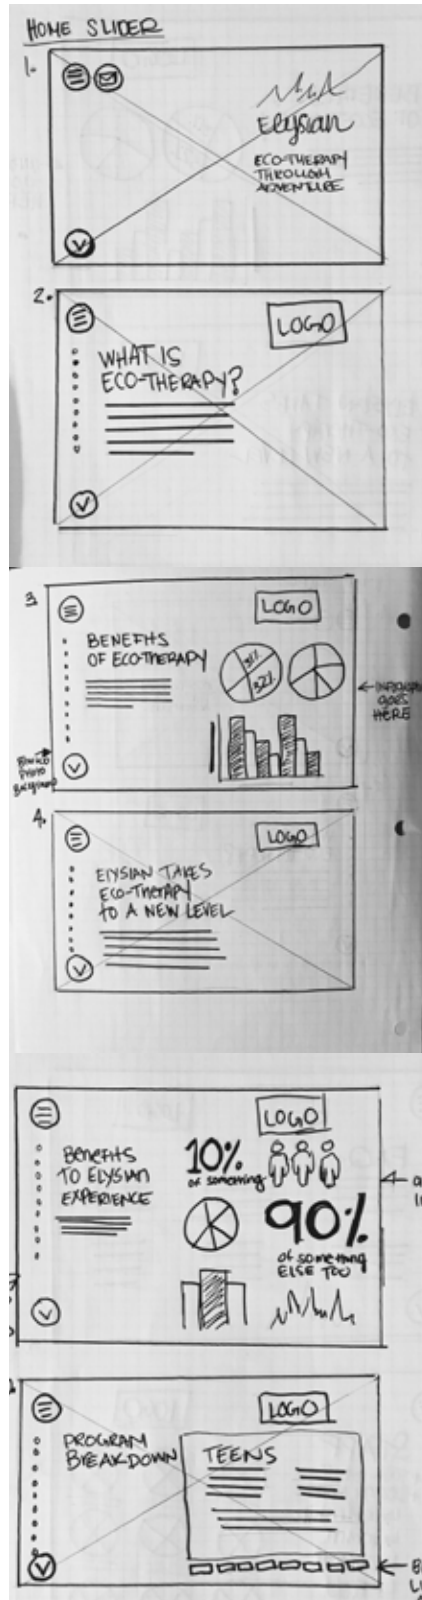 HOME SLIDER
1.
Elysian
ECO-THERAPY
THROUGH
ADVENTURE
2.
LOGO
WHAT IS
ECO-THERAPY?
3
LOGO
BENEFITS
OF ECO-THERAPY
31%
32%
GOES
HERE
4.
LOGO
ELYSIAN TAKES
ECO-THERAPY
TO A NEW LEVEL
LOGO
BENEFITS
TO ELYSIAN
EXPERIENCE
10%
of something
90%
of something
ELSE TOO
LOGO
PROGRAM
BREAKDOWN
TEENS